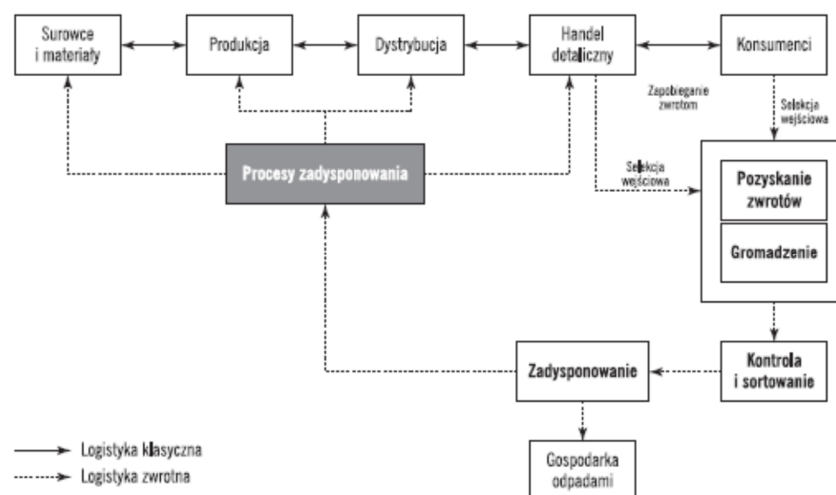 Surowce
i materiały
Produkcja
Dystrybucja
Handel
detaliczny
Konsumenci
Zapobieganie
zwrotom
Selekcja
wejściowa
Procesy zadysponowania
Selekcja
wejściowa
Pozyskanie
zwrotów
Gromadzenie
Zadysponowanie
Kontrola
i sortowanie
Logistyka klasyczna
Logistyka zwrotna
Gospodarka
odpadami